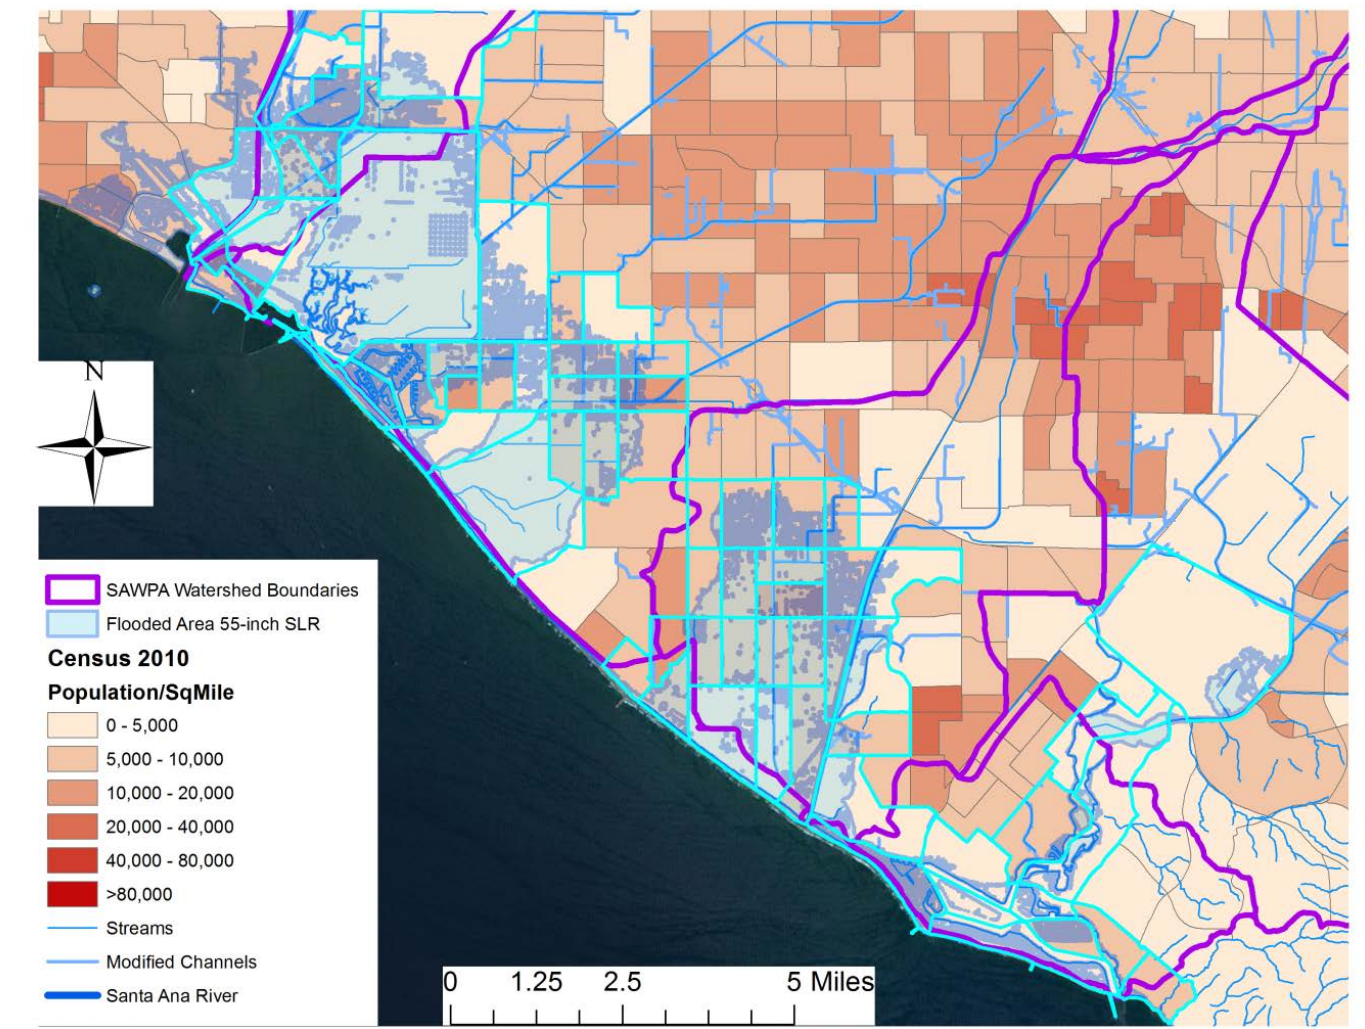 N
SAWPA Watershed Boundaries
Flooded Area 55-inch SLR
Census 2010
Population/SqMile
0 - 5,000
5,000 - 10,000
10,000 - 20,000
20,000 - 40,000
40,000 - 80,000
>80,000
Streams
Modified Channels
Santa Ana River
0 1.25 2.5 5 Miles